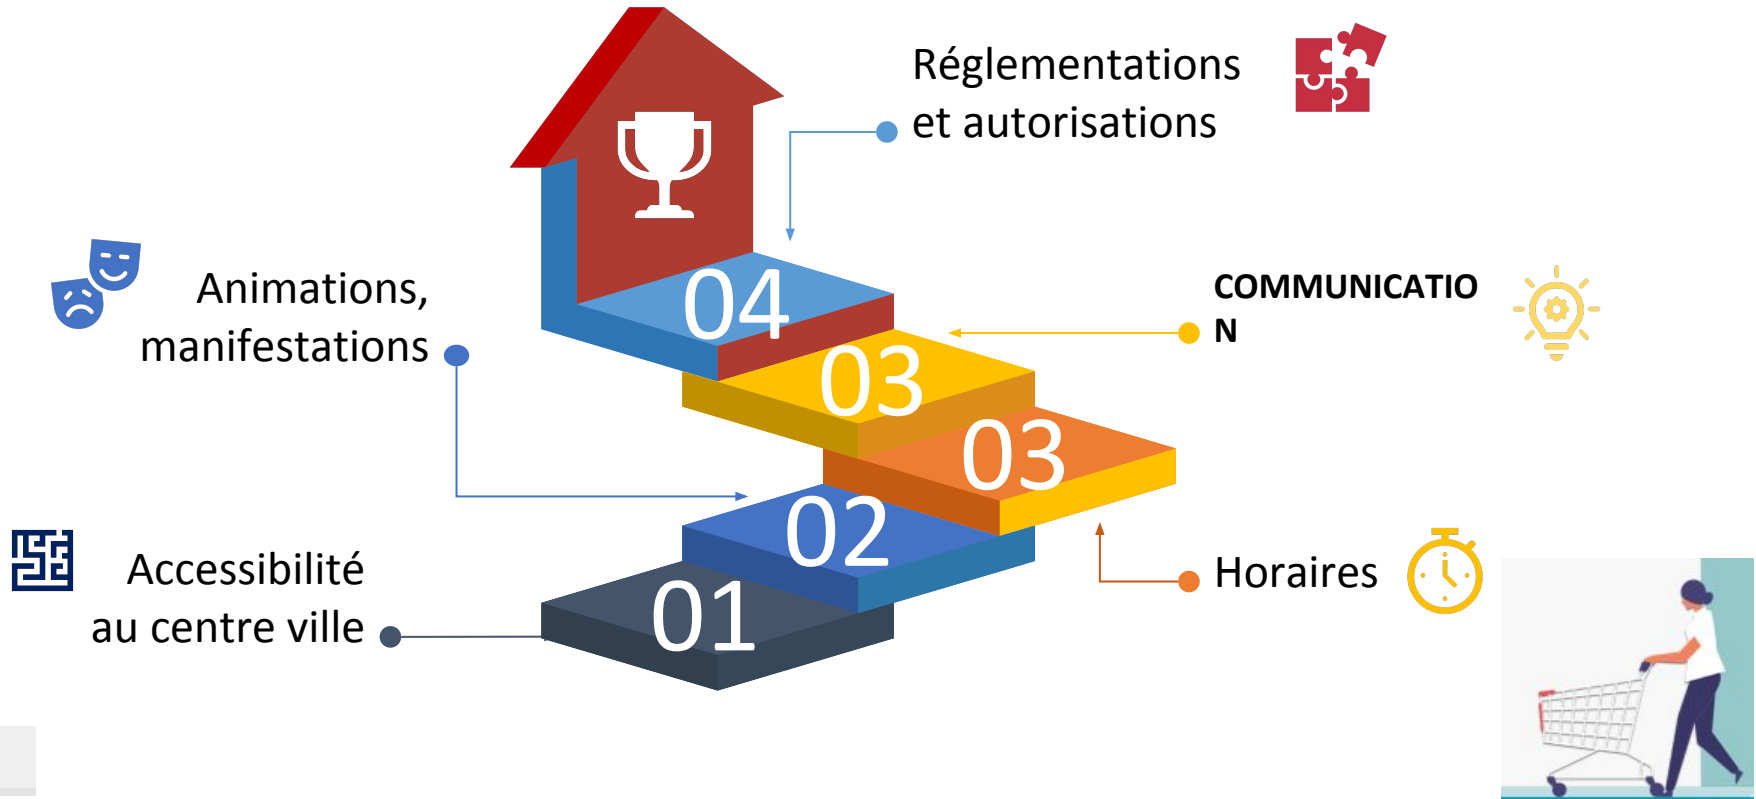 Réglementations
et autorisations
04
Animations,
manifestations
COMMUNICATIO
N
03
03
02
Horaires
Accessibilité
au centre ville
01